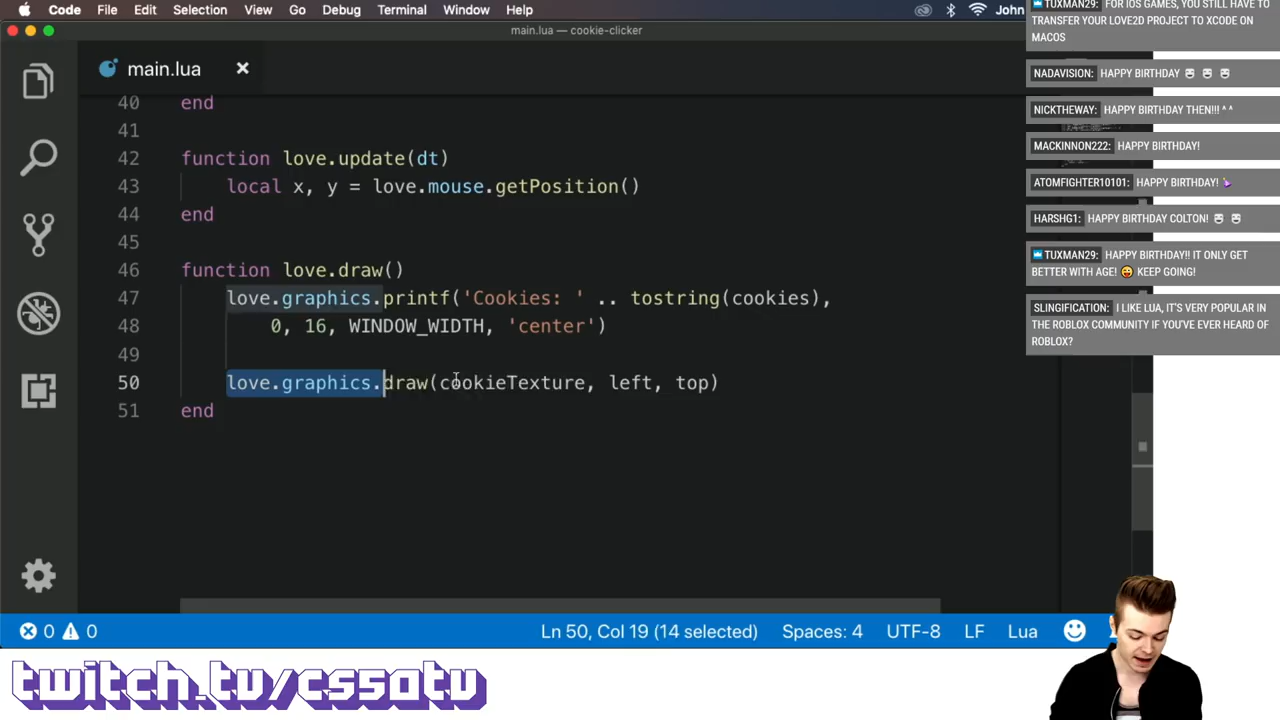 Code File Edit Selection View Go Debug Terminal Window Help John
main.lua — cookie-clicker
main.lua
40 end
41
42 function love.update(dt)
43 local x, y = love.mouse.getPosition()
44 end
45
46 function love.draw()
47 love.graphics.printf('Cookies: ' .. tostring(cookies),
48 0, 16, WINDOW_WIDTH, 'center')
49
50 love.graphics.draw(cookieTexture, left, top)
51 end
0 0 Ln 50, Col 19 (14 selected) Spaces: 4 UTF-8 LF Lua
twitch.tv/cs50tv
TUXMAN29: FOR IOS GAMES, YOU STILL HAVE TO
TRANSFER YOUR LOVE2D PROJECT TO XCODE ON
MACOS
NADAVISION: HAPPY BIRTHDAY
NICKTHEWAY: HAPPY BIRTHDAY THEN!!! ^ ^
MACKINNON222: HAPPY BIRTHDAY!
ATOMFIGHTER10101: HAPPY BIRTHDAY!
HARSHG1: HAPPY BIRTHDAY COLTON!
TUXMAN29: HAPPY BIRTHDAY!! IT ONLY GET
BETTER WITH AGE! 😜 KEEP GOING!
SLINGIFICATION: I LIKE LUA, IT'S VERY POPULAR IN
THE ROBLOX COMMUNITY IF YOU'VE EVER HEARD OF
ROBLOX?